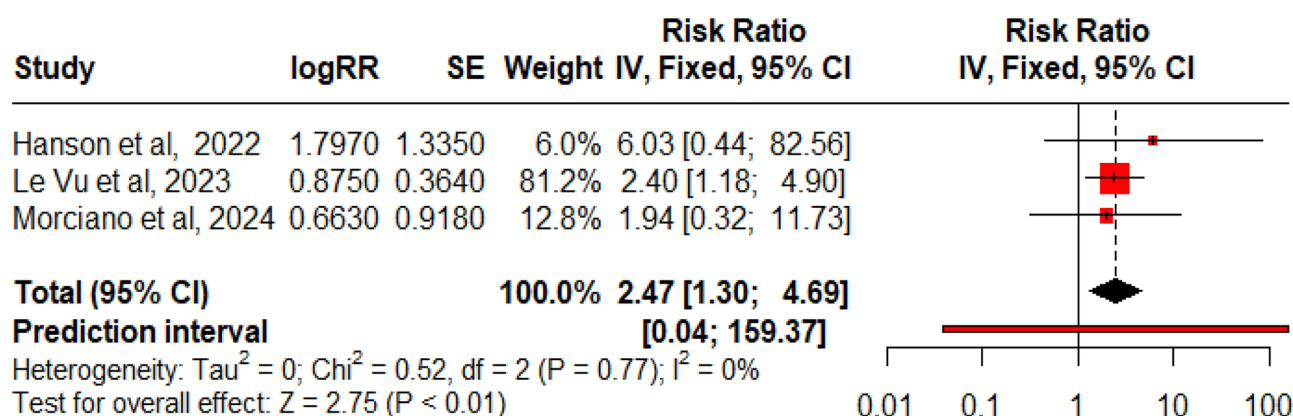 Risk Ratio Risk Ratio
Study logRR SE Weight IV, Fixed, 95% CI IV, Fixed, 95% CI
Hanson et al, 2022 1.7970 1.3350 6.0% 6.03 [0.44; 82.56]
Le Vu et al, 2023 0.8750 0.3640 81.2% 2.40 [1.18; 4.90]
Morciano et al, 2024 0.6630 0.9180 12.8% 1.94 [0.32; 11.73]
Total (95% CI) 100.0% 2.47 [1.30; 4.69]
Prediction interval [0.04; 159.37]
Heterogeneity: Tau² = 0; Chi² = 0.52, df = 2 (P = 0.77); I² = 0%
Test for overall effect: Z = 2.75 (P < 0.01)
0.01 0.1 1 10 100